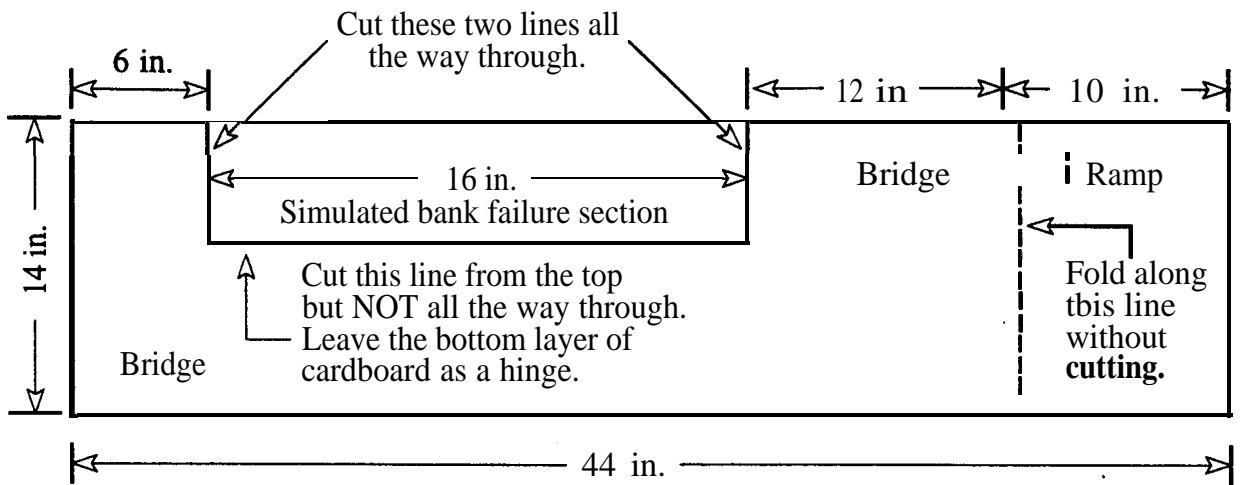 Cut these two lines all
the way through.
6 in.
12 in
10 in.
14 in.
16 in.
Simulated bank failure section
Bridge
Ramp
Cut this line from the top
but NOT all the way through.
Leave the bottom layer of
cardboard as a hinge.
Fold along
tbis line
without
cutting.
Bridge
44 in.